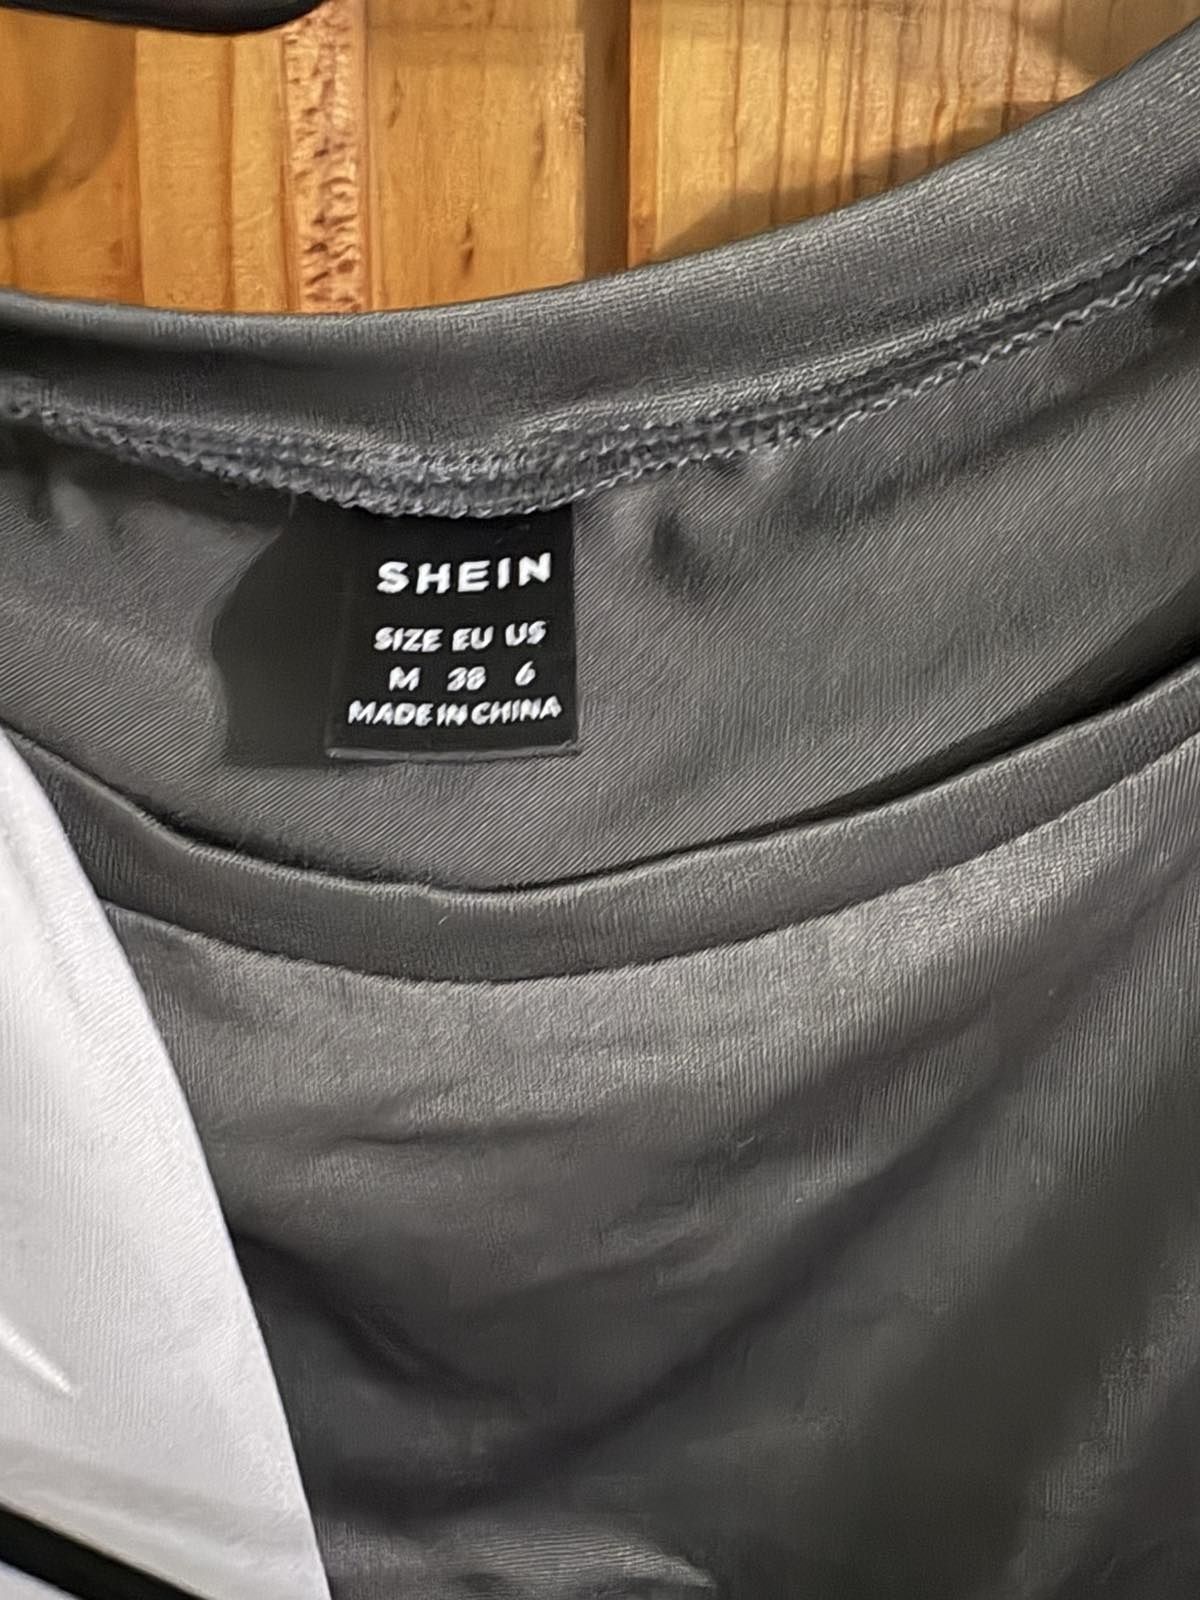 SHEIN
SIZE EU US
M 38 6
MADE IN CHINA